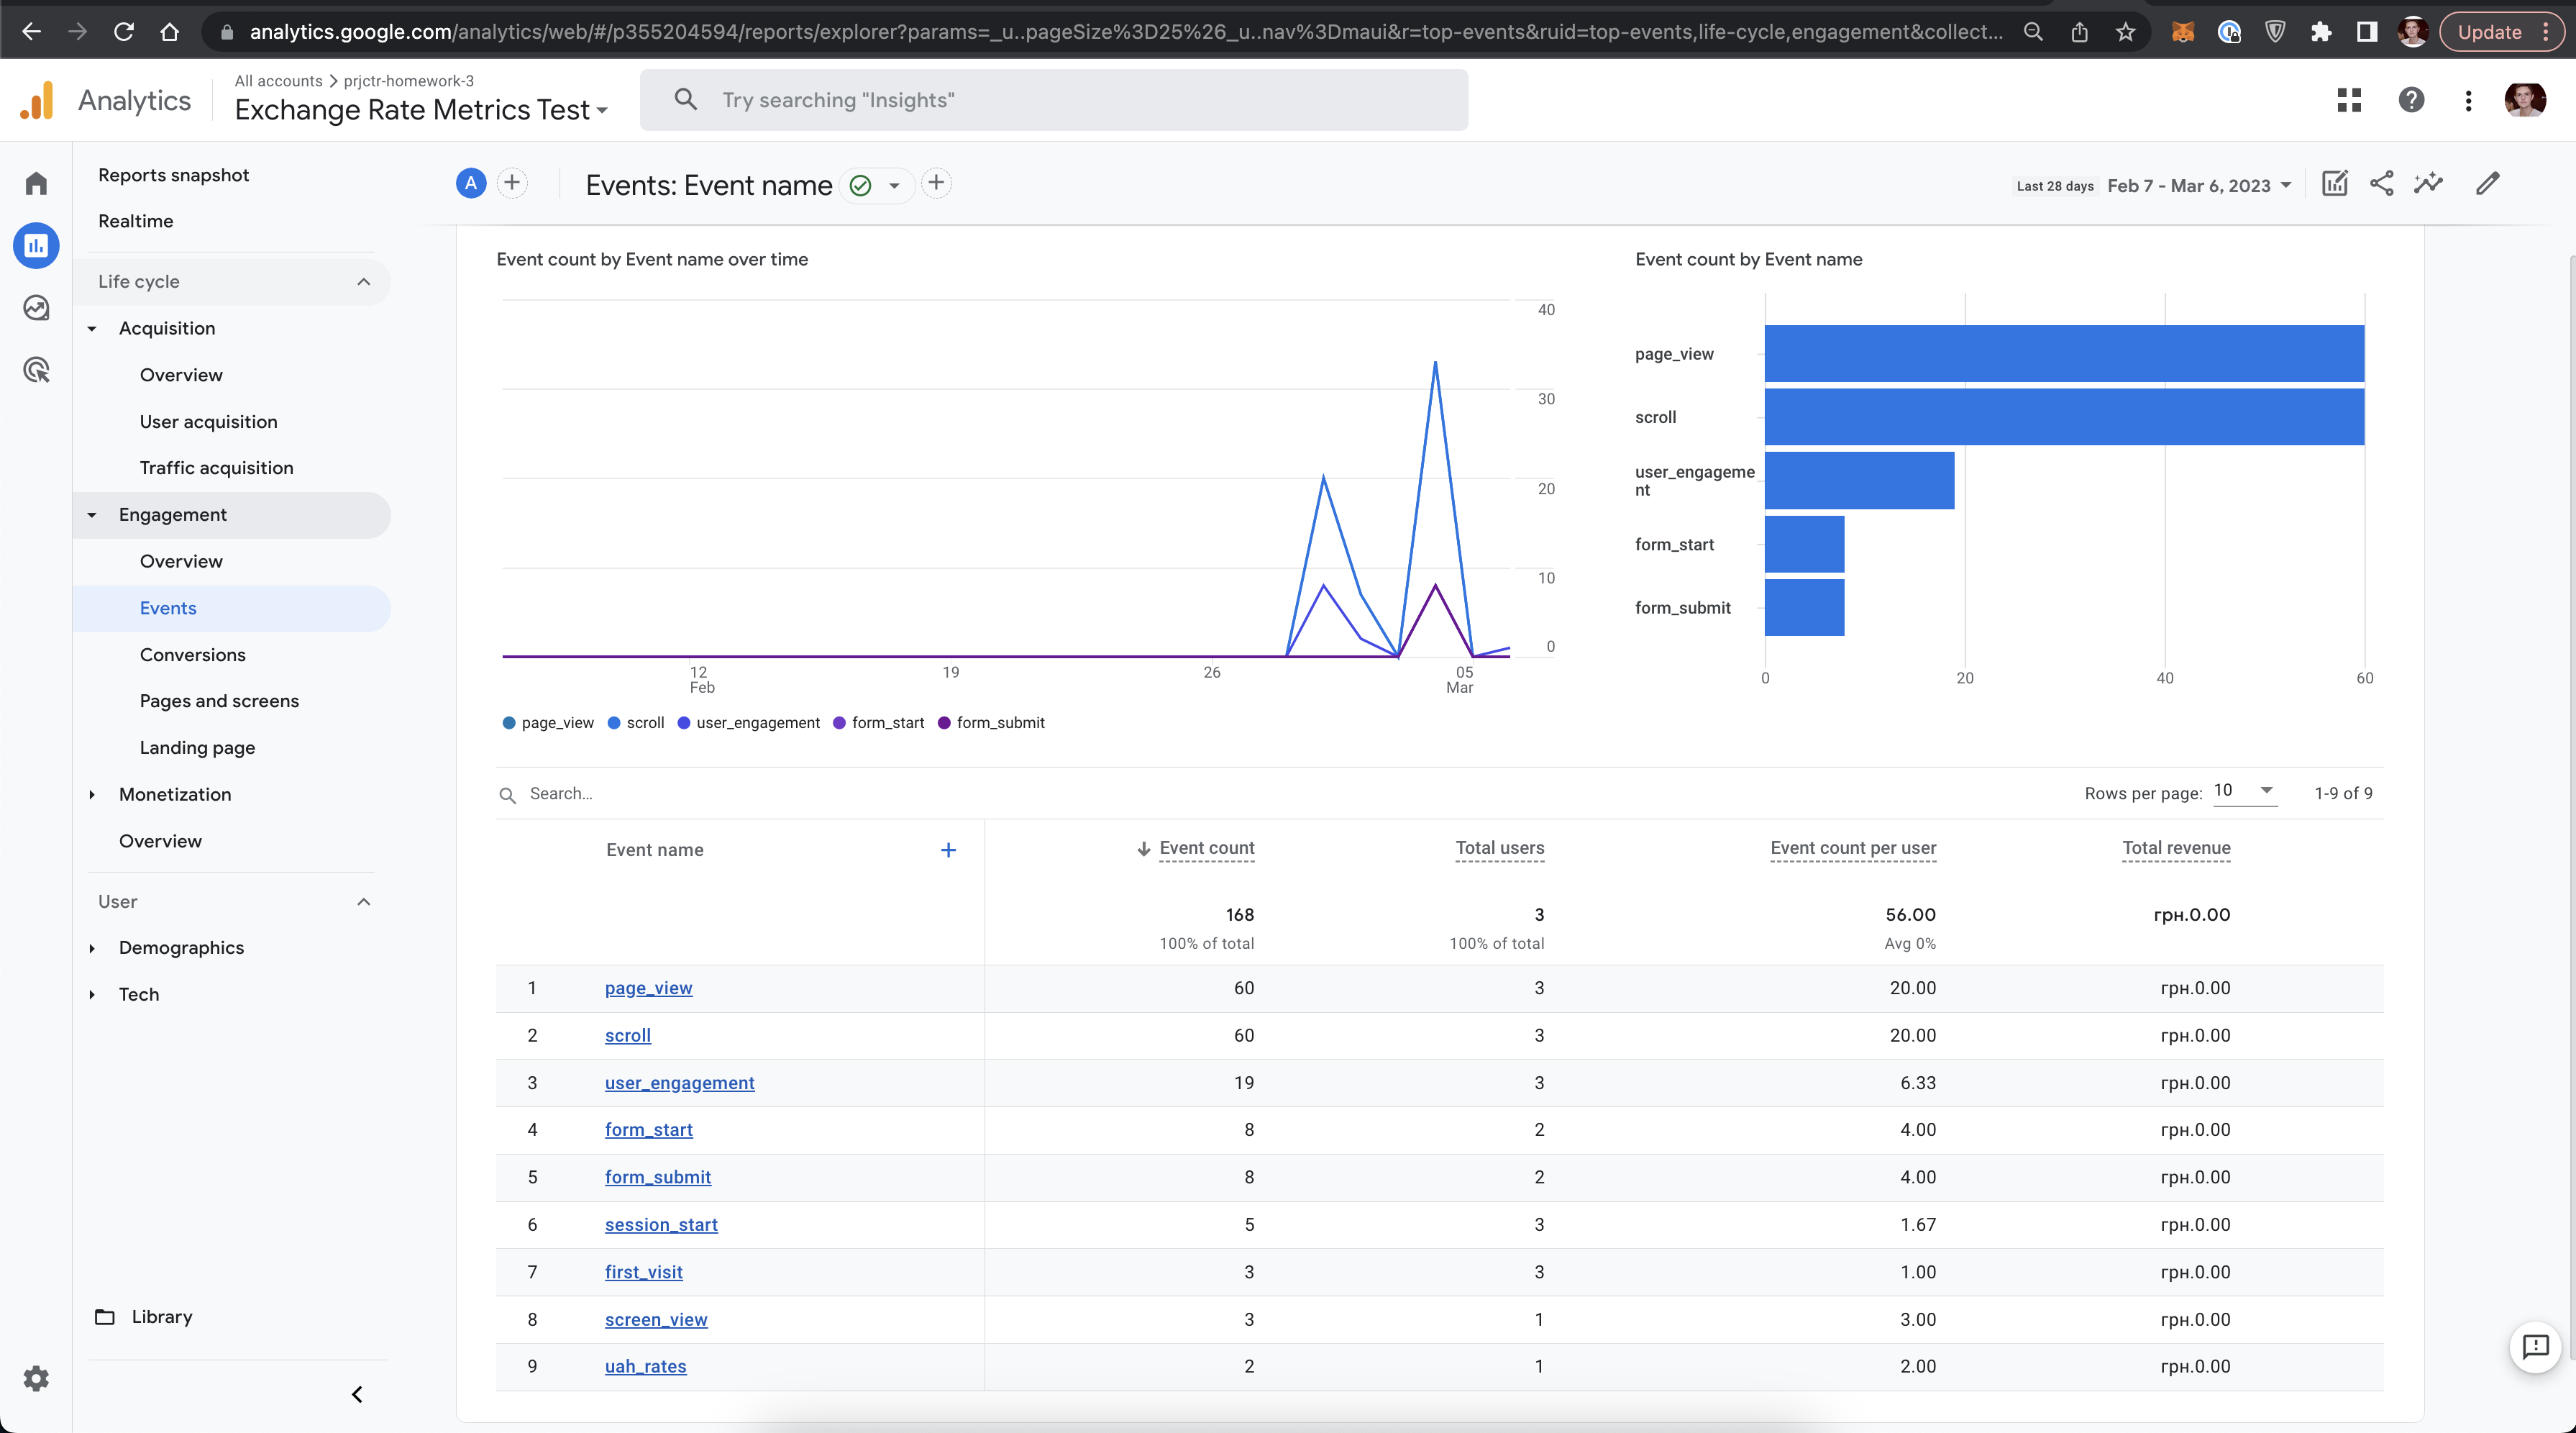 analytics.google.com/analytics/web/#/p355204594/reports/explorer?params=_u..pageSize%3D25%26_u..nav%3Dmaui&r=top-events&ruid=top-events,life-cycle,engagement&collect...
Update
Analytics
All accounts > prjctr-homework-3
Exchange Rate Metrics Test
Try searching "Insights"
Reports snapshot
Realtime
Life cycle
Acquisition
Overview
User acquisition
Traffic acquisition
Engagement
Overview
Events
Conversions
Pages and screens
Landing page
Monetization
Overview
User
Demographics
Tech
Library
A
Events: Event name
Last 28 days Feb 7 - Mar 6, 2023
Event count by Event name over time
40
30
20
10
0
12
Feb
19
26
05
Mar
page_view scroll user_engagement form_start form_submit
Event count by Event name
page_view
scroll
user_engageme
nt
form_start
form_submit
0 20 40 60
Search...
Rows per page: 10 1-9 of 9
Event name + Event count Total users Event count per user Total revenue
168 3 56.00 грн.0.00
100% of total 100% of total Avg 0%
1 page_view 60 3 20.00 грн.0.00
2 scroll 60 3 20.00 грн.0.00
3 user_engagement 19 3 6.33 грн.0.00
4 form_start 8 2 4.00 грн.0.00
5 form_submit 8 2 4.00 грн.0.00
6 session_start 5 3 1.67 грн.0.00
7 first_visit 3 3 1.00 грн.0.00
8 screen_view 3 1 3.00 грн.0.00
9 uah_rates 2 1 2.00 грн.0.00